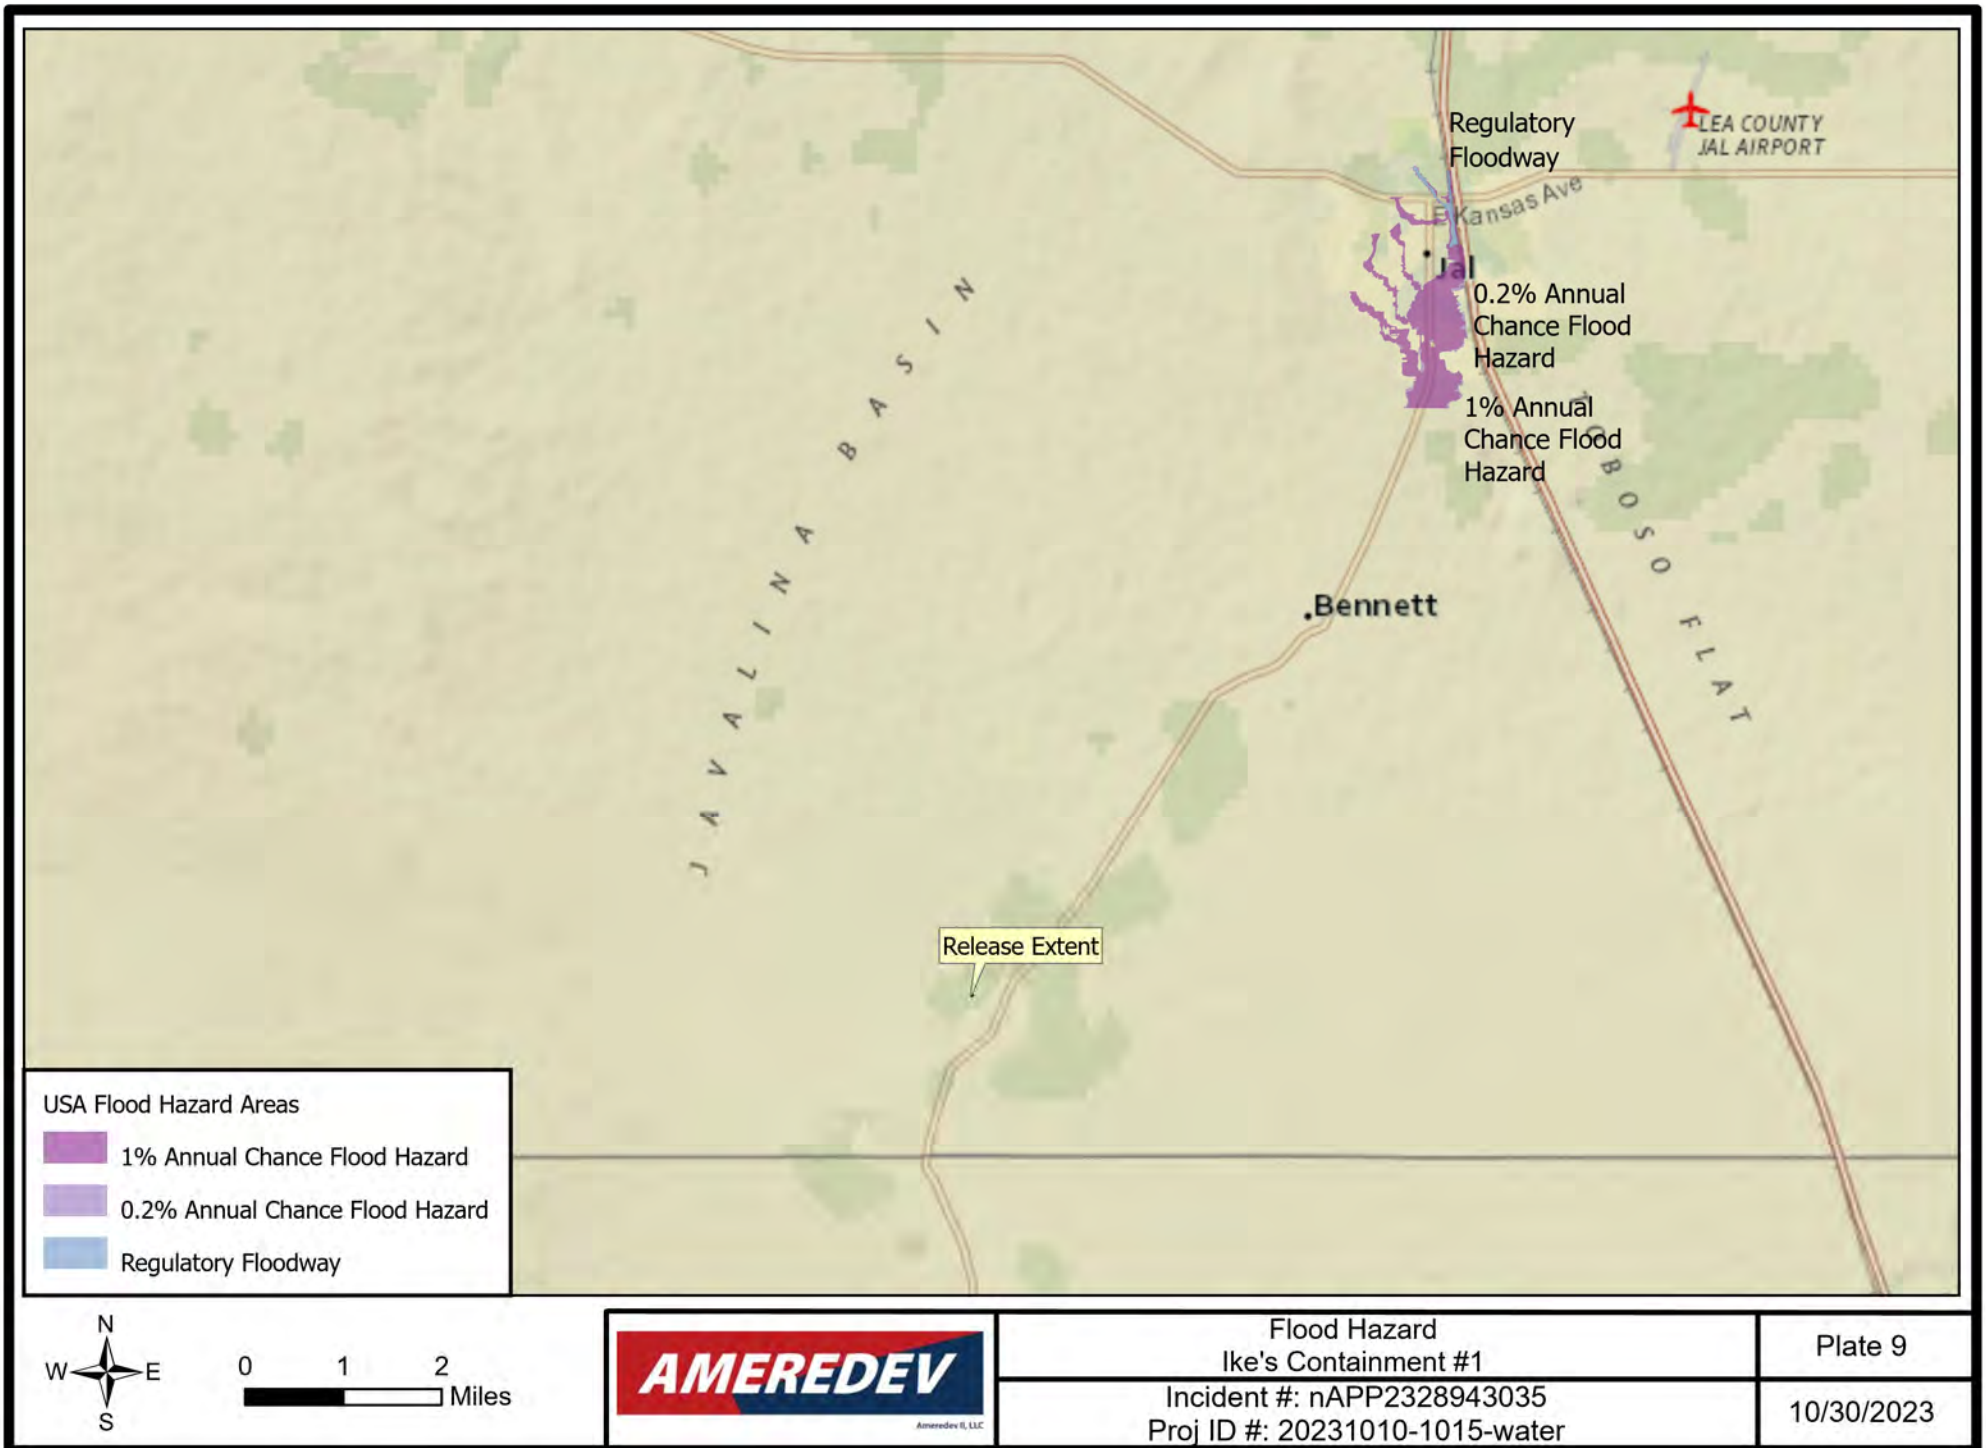 Regulatory
Floodway
LEA COUNTY
JAL AIRPORT
E Kansas Ave
Jal
0.2% Annual
Chance Flood
Hazard
1% Annual
Chance Flood
Hazard
JAVALINA BASIN
TOBOSO FLAT
Bennett
Release Extent
USA Flood Hazard Areas
1% Annual Chance Flood Hazard
0.2% Annual Chance Flood Hazard
Regulatory Floodway
N
W E
S
0 1 2
Miles
AMEREDEV
Ameredev II, LLC
Flood Hazard
Ike's Containment #1
Incident #: nAPP2328943035
Proj ID #: 20231010-1015-water
Plate 9
10/30/2023